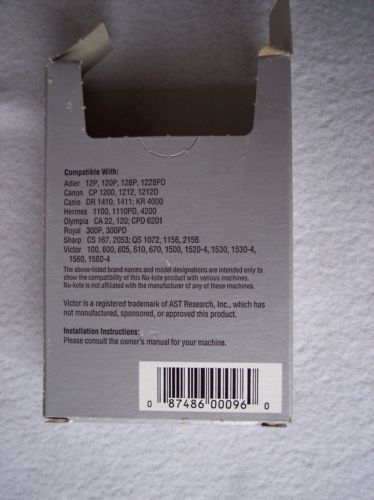 Compatible With:
Adler 12P, 120P, 128P, 1228PD
Canon CP 1200, 1212, 1212D
Casio DR 1410, 1411; KR 4000
Hermes 1100, 1110PD, 4200
Olympia CA 22, 120; CPD 6201
Royal 300P, 300PD
Sharp CS 167, 2053; QS 1072, 1156, 2156
Victor 100, 600, 605, 610, 670, 1500, 1520-4, 1530, 1530-4,
1560, 1560-4
The above-listed brand names and model designations are intended only to
show the compatibility of this Nu-kote product with various machines.
Nu-kote is not affiliated with the manufacturer of any of these machines.
Victor is a registered trademark of AST Research, Inc., which has
not manufactured, sponsored, or approved this product.
Installation Instructions:
Please consult the owner's manual for your machine.
0 87486 00096 0